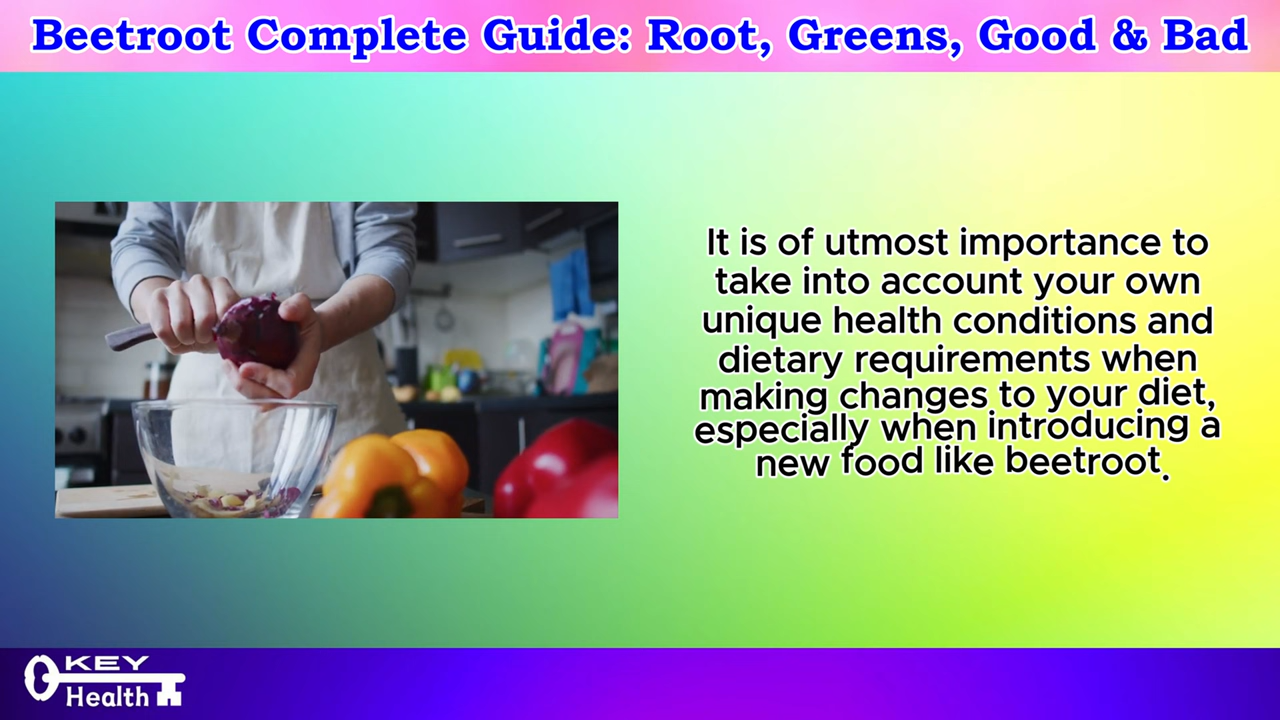 Beetroot Complete Guide: Root, Greens, Good & Bad
It is of utmost importance to
take into account your own
unique health conditions and
dietary requirements when
making changes to your diet,
especially when introducing a
new food like beetroot.
KEY
Health